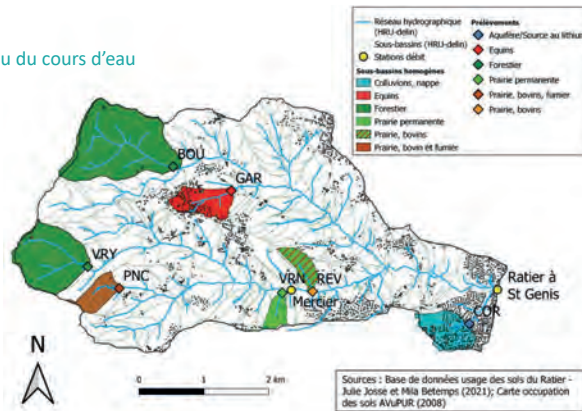 u du cours d'eau
Réseau hydrographique
(HRU-delin)
Sous-bassins (HRU-delin)
Stations débit
Sous-bassins homogènes
Colluvions, nappe
Equins
Forestier
Prairie permanente
Prairie, bovins
Prairie, bovin et fumier
Prélèvements
Aquifère/Source au lithium
Equins
Forestier
Prairie permanente
Prairie, bovins, fumier
Prairie, bovins
BOU
GAR
VRY
PNC
VRN
REV
Mercier
Ratier à
St Genis
COR
N
0 1 2 km
Sources : Base de données usage des sols du Ratier -
Julie Josse et Mila Betemps (2021); Carte occupation
des sols AVuPUR (2008)